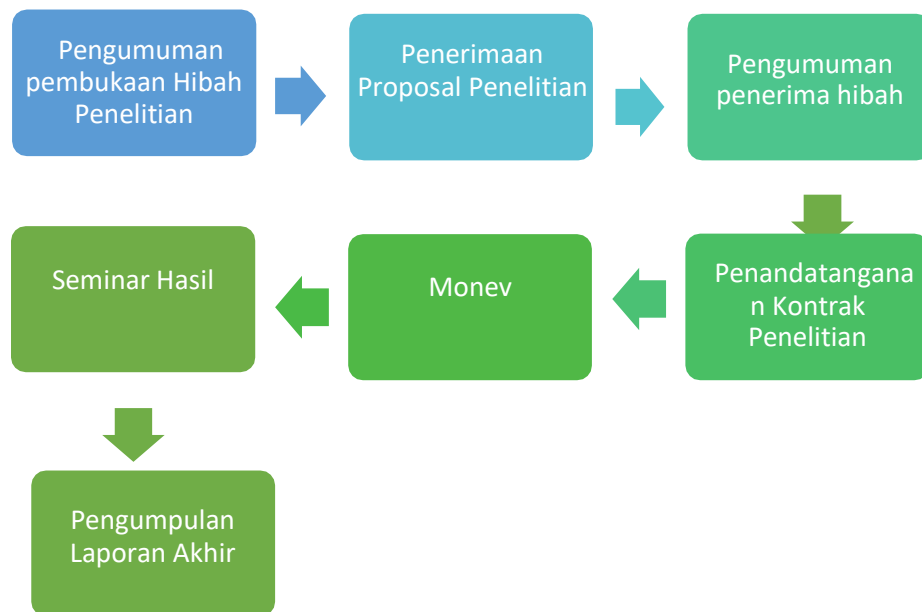 Pengumuman
pembukaan Hibah
Penelitian
Penerimaan
Proposal Penelitian
Pengumuman
penerima hibah
Penandatangana
n Kontrak
Penelitian
Monev
Seminar Hasil
Pengumpulan
Laporan Akhir